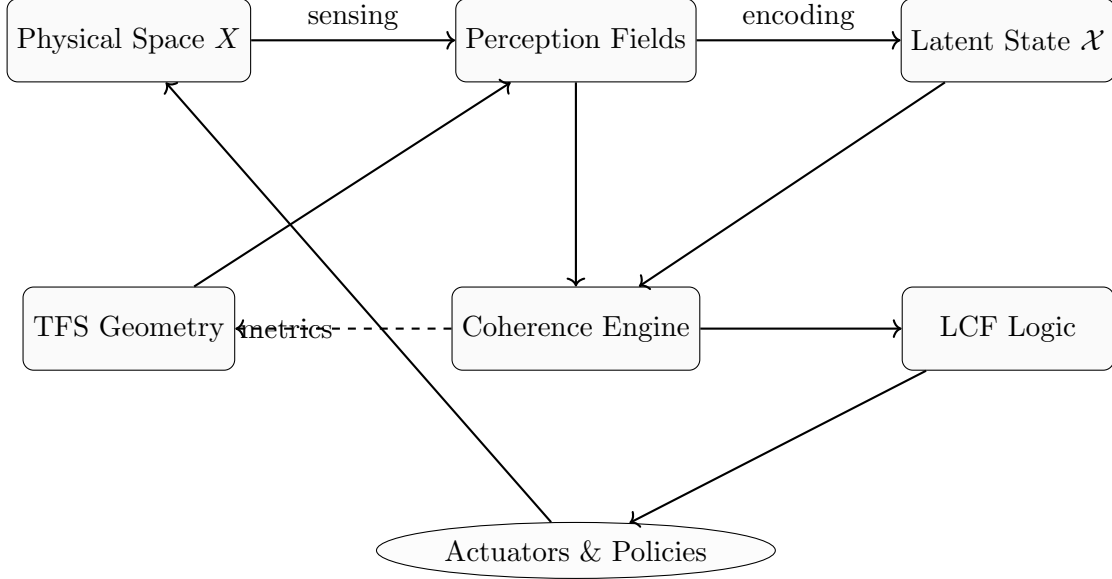 sensing
encoding
Physical Space X
Perception Fields
Latent State 𝒳
TFS Geometry
metrics
Coherence Engine
LCF Logic
Actuators & Policies